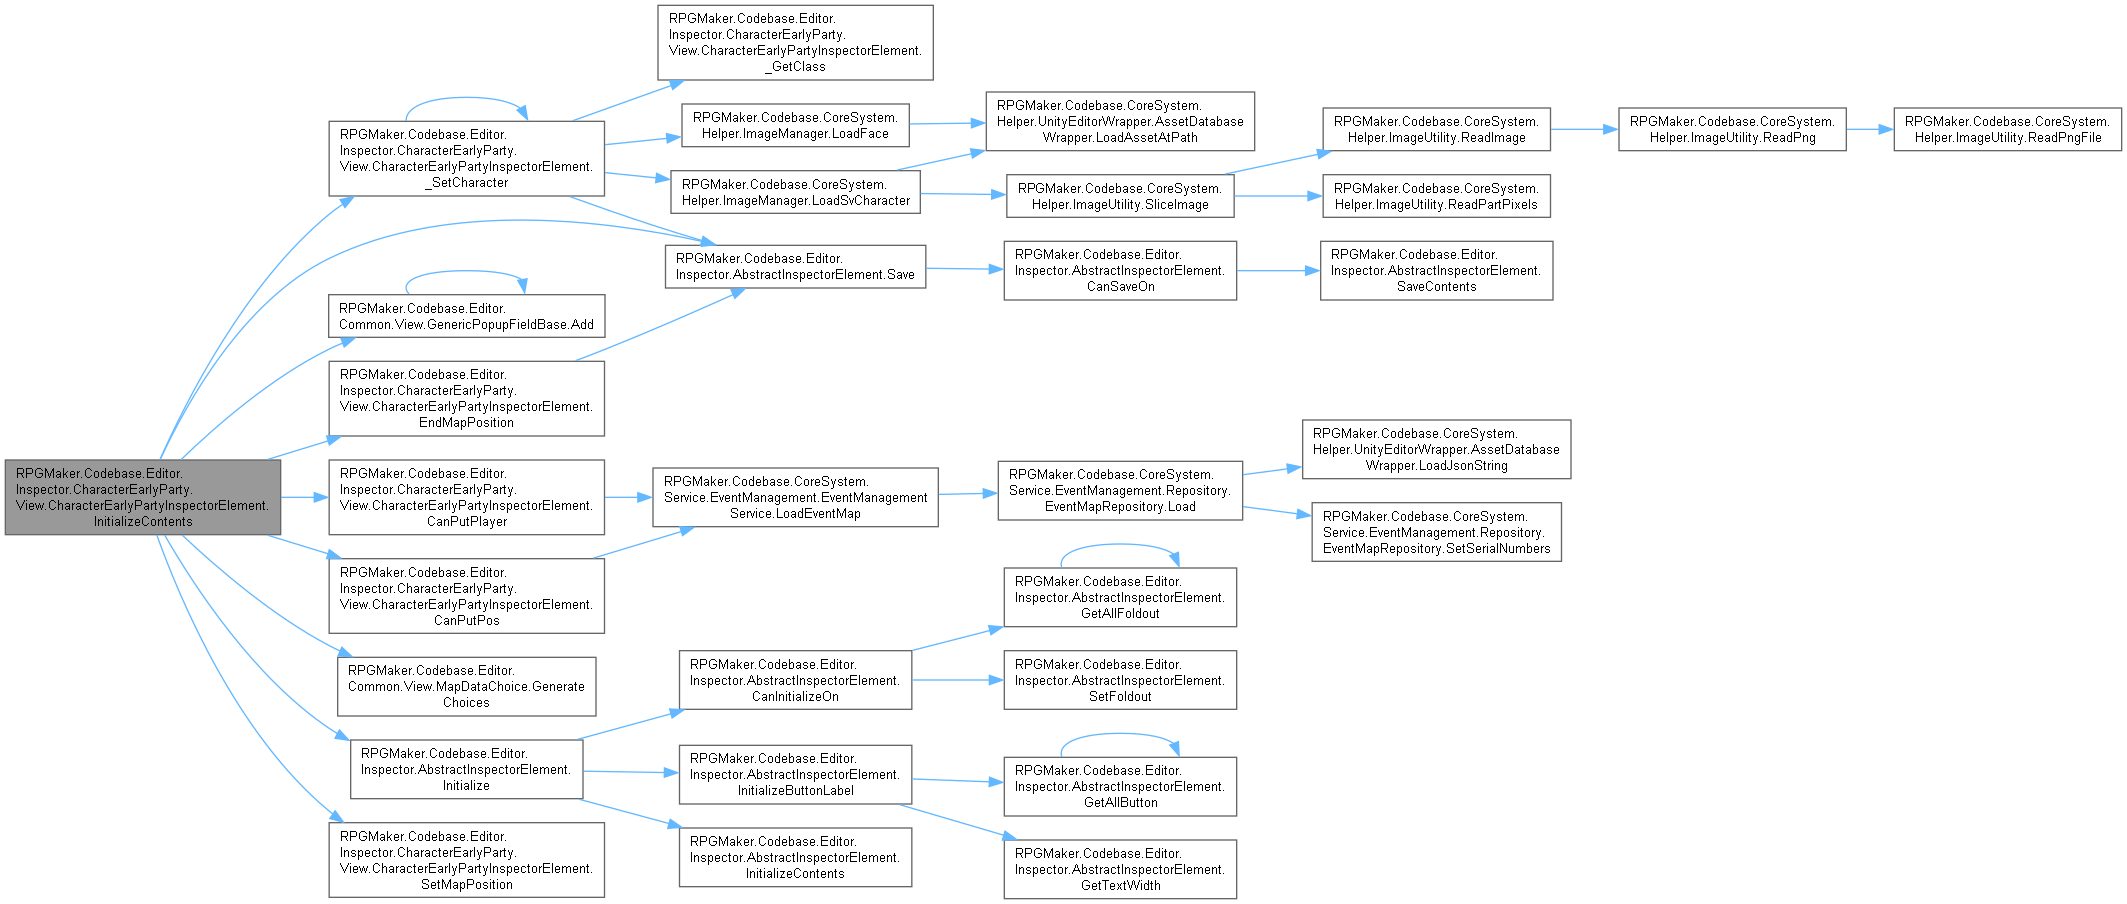 RPGMaker.Codebase.Editor.
Inspector.CharacterEarlyParty.
View.CharacterEarlyPartyInspectorElement.
InitializeContents
RPGMaker.Codebase.Editor.
Inspector.CharacterEarlyParty.
View.CharacterEarlyPartyInspectorElement.
_SetCharacter
RPGMaker.Codebase.Editor.
Common.View.GenericPopupFieldBase.Add
RPGMaker.Codebase.Editor.
Inspector.CharacterEarlyParty.
View.CharacterEarlyPartyInspectorElement.
EndMapPosition
RPGMaker.Codebase.Editor.
Inspector.CharacterEarlyParty.
View.CharacterEarlyPartyInspectorElement.
CanPutPlayer
RPGMaker.Codebase.Editor.
Inspector.CharacterEarlyParty.
View.CharacterEarlyPartyInspectorElement.
CanPutPos
RPGMaker.Codebase.Editor.
Common.View.MapDataChoice.Generate
Choices
RPGMaker.Codebase.Editor.
Inspector.AbstractInspectorElement.
Initialize
RPGMaker.Codebase.Editor.
Inspector.CharacterEarlyParty.
View.CharacterEarlyPartyInspectorElement.
SetMapPosition
RPGMaker.Codebase.Editor.
Inspector.CharacterEarlyParty.
View.CharacterEarlyPartyInspectorElement.
_GetClass
RPGMaker.Codebase.CoreSystem.
Helper.ImageManager.LoadFace
RPGMaker.Codebase.CoreSystem.
Helper.ImageManager.LoadSvCharacter
RPGMaker.Codebase.Editor.
Inspector.AbstractInspectorElement.Save
RPGMaker.Codebase.CoreSystem.
Service.EventManagement.EventManagement
Service.LoadEventMap
RPGMaker.Codebase.Editor.
Inspector.AbstractInspectorElement.
CanInitializeOn
RPGMaker.Codebase.Editor.
Inspector.AbstractInspectorElement.
InitializeButtonLabel
RPGMaker.Codebase.Editor.
Inspector.AbstractInspectorElement.
InitializeContents
RPGMaker.Codebase.CoreSystem.
Helper.UnityEditorWrapper.AssetDatabase
Wrapper.LoadAssetAtPath
RPGMaker.Codebase.CoreSystem.
Helper.ImageUtility.SliceImage
RPGMaker.Codebase.Editor.
Inspector.AbstractInspectorElement.
CanSaveOn
RPGMaker.Codebase.CoreSystem.
Service.EventManagement.Repository.
EventMapRepository.Load
RPGMaker.Codebase.Editor.
Inspector.AbstractInspectorElement.
GetAllFoldout
RPGMaker.Codebase.Editor.
Inspector.AbstractInspectorElement.
SetFoldout
RPGMaker.Codebase.Editor.
Inspector.AbstractInspectorElement.
GetAllButton
RPGMaker.Codebase.Editor.
Inspector.AbstractInspectorElement.
GetTextWidth
RPGMaker.Codebase.CoreSystem.
Helper.ImageUtility.ReadImage
RPGMaker.Codebase.CoreSystem.
Helper.ImageUtility.ReadPartPixels
RPGMaker.Codebase.Editor.
Inspector.AbstractInspectorElement.
SaveContents
RPGMaker.Codebase.CoreSystem.
Helper.UnityEditorWrapper.AssetDatabase
Wrapper.LoadJsonString
RPGMaker.Codebase.CoreSystem.
Service.EventManagement.Repository.
EventMapRepository.SetSerialNumbers
RPGMaker.Codebase.CoreSystem.
Helper.ImageUtility.ReadPng
RPGMaker.Codebase.CoreSystem.
Helper.ImageUtility.ReadPngFile